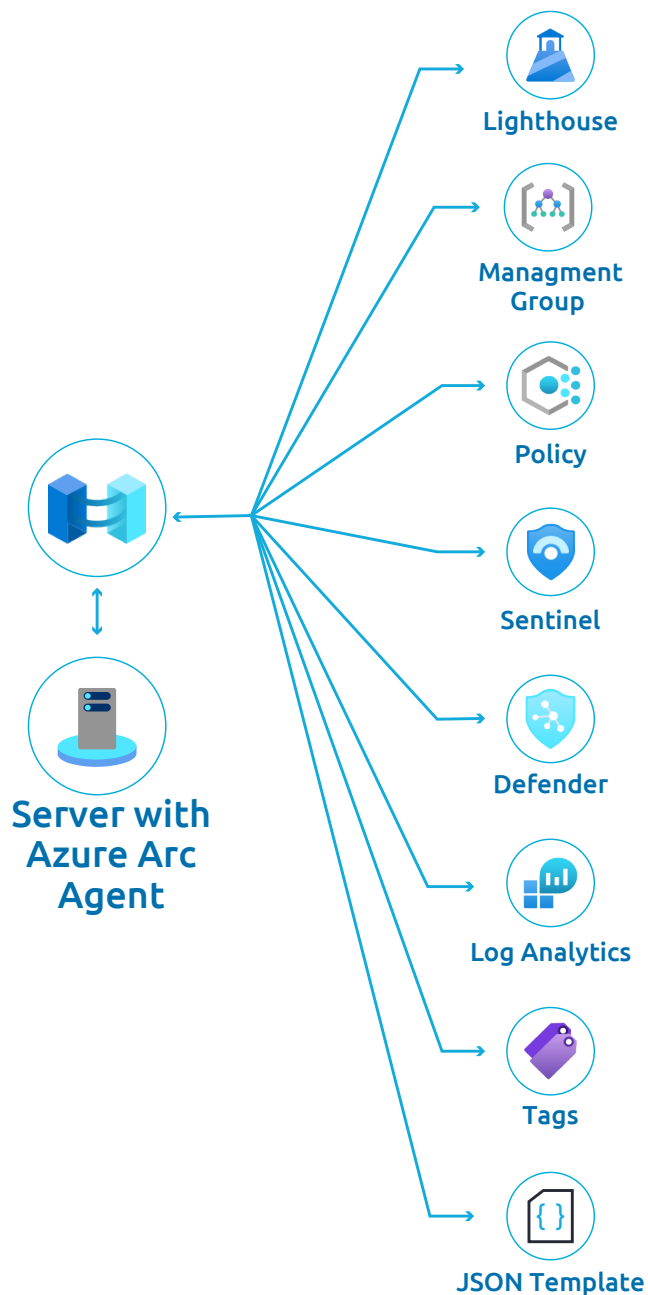 Lighthouse
Managment
Group
Policy
Sentinel
Server with
Azure Arc
Agent
Defender
Log Analytics
Tags
{ }
JSON Template